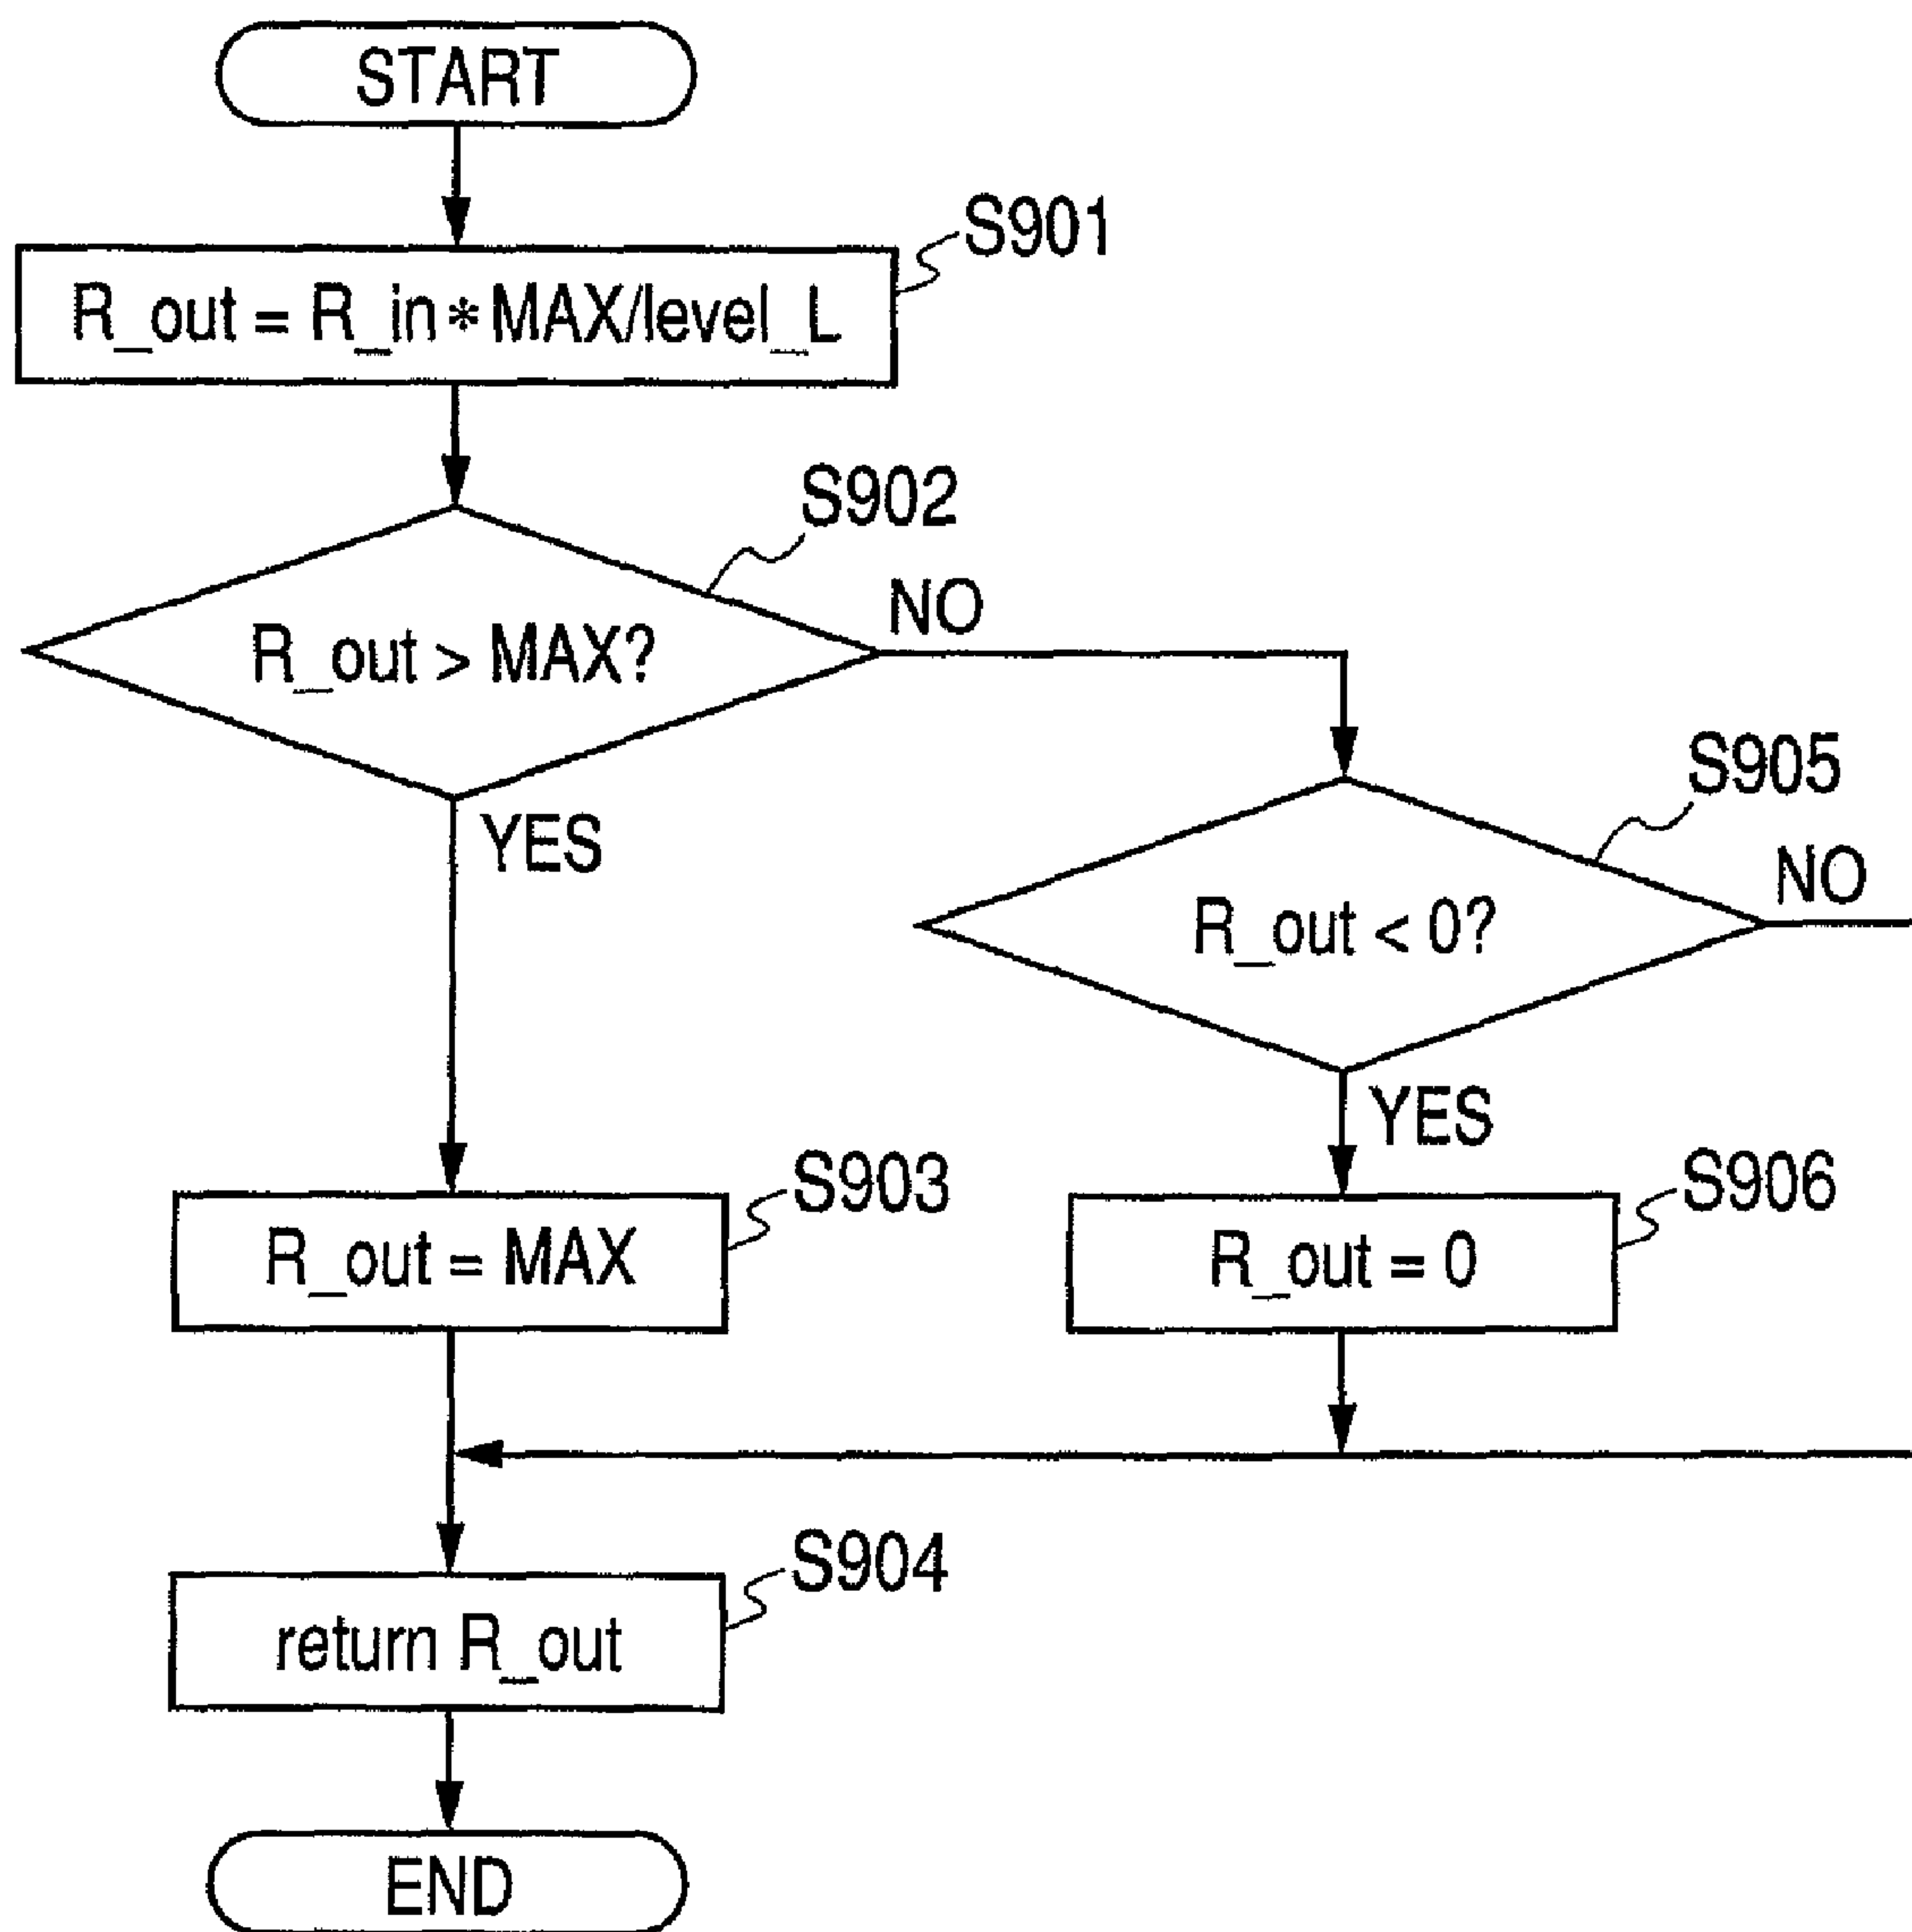 START
S901
R_out = R_in * MAX/level_L
S902
NO
R_out > MAX?
S905
YES
NO
R_out < 0?
YES
S903
S906
R_out = MAX
R_out = 0
S904
return R_out
END